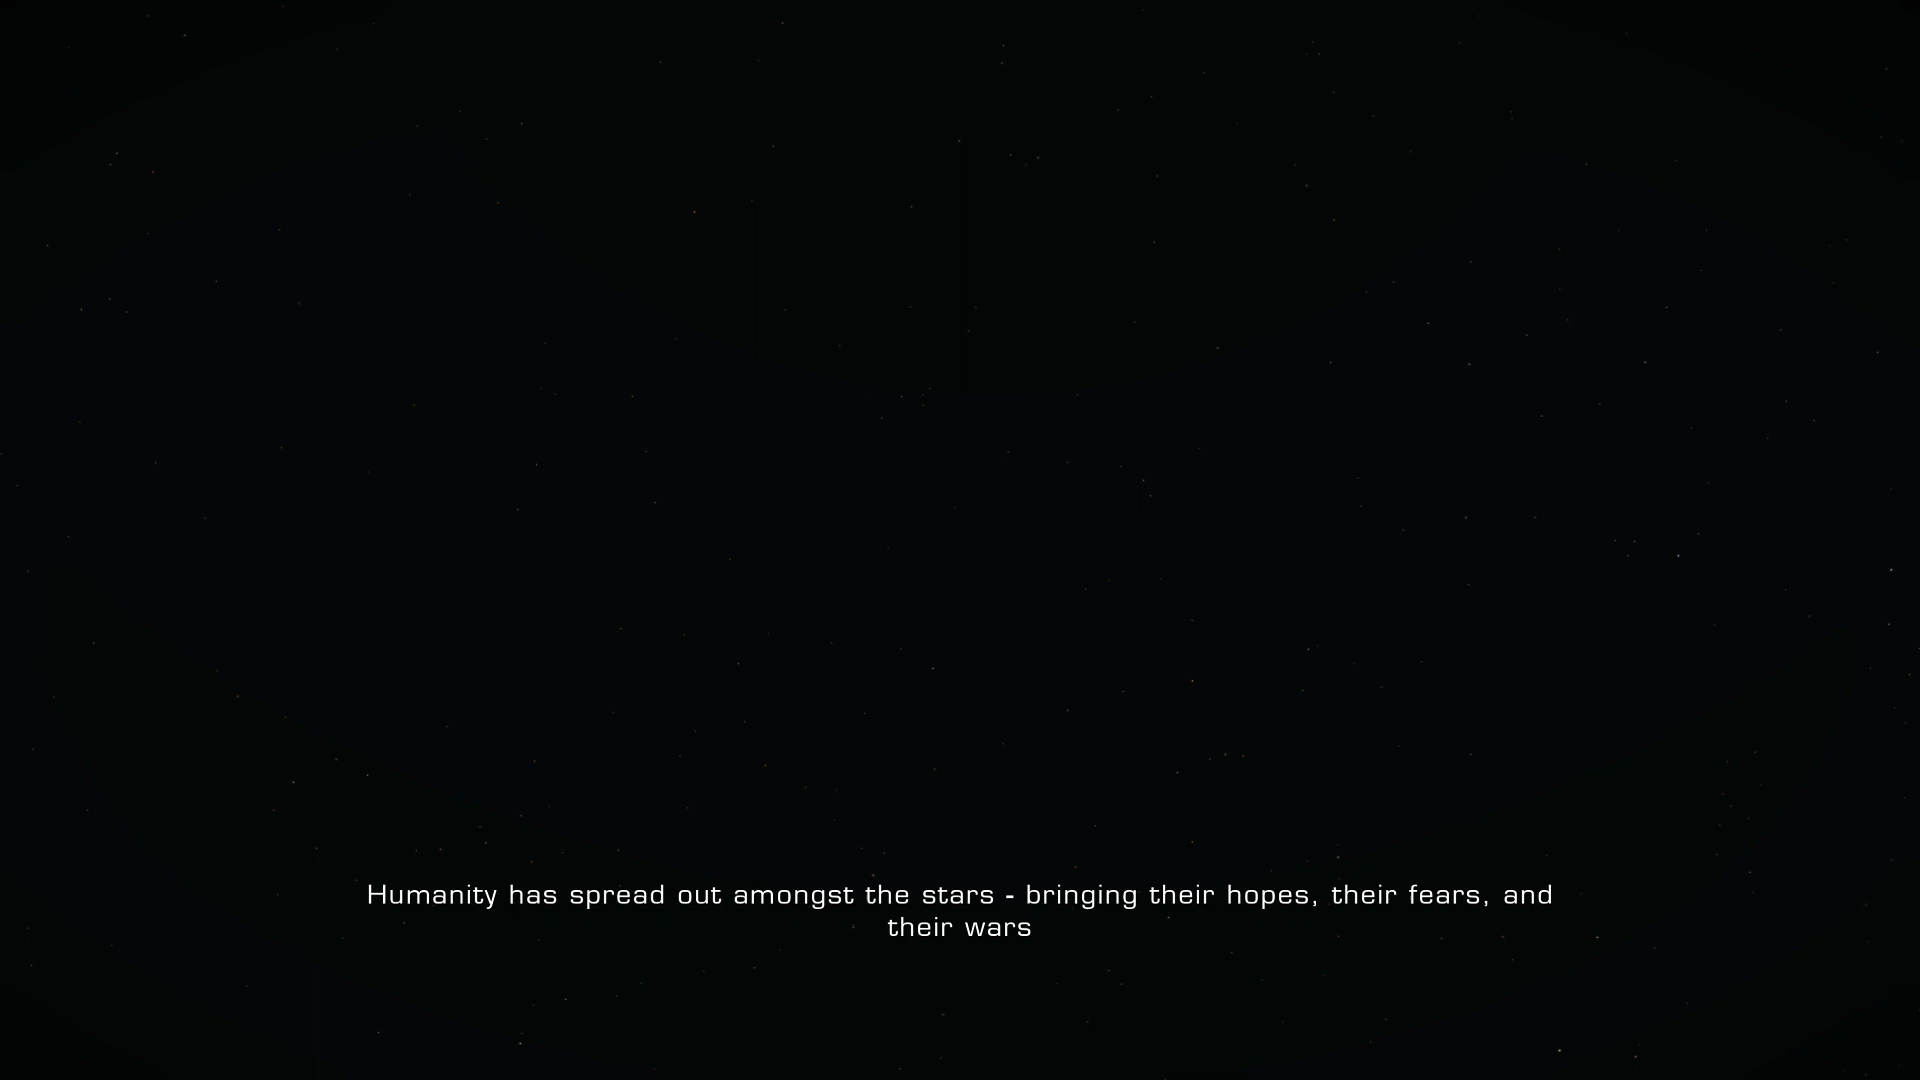 Humanity has spread out amongst the stars - bringing their hopes, their fears, and
their wars